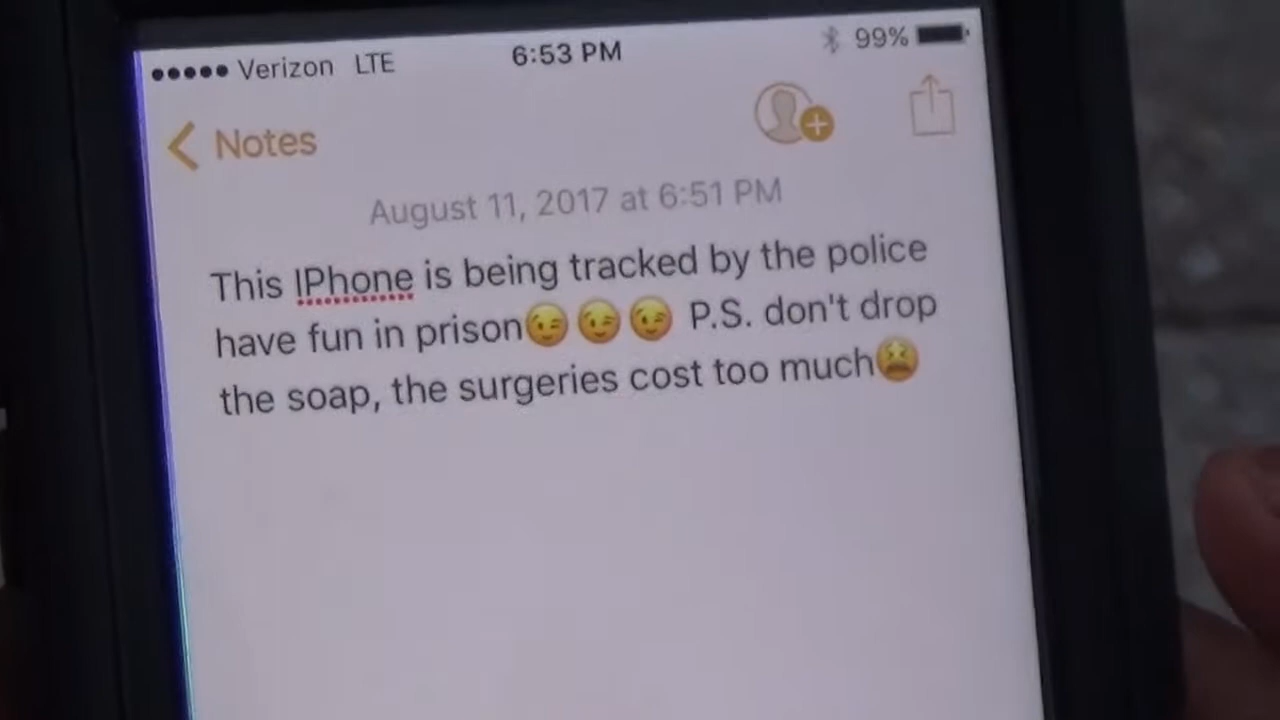 ●●●●● Verizon LTE 6:53 PM 99%
Notes
August 11, 2017 at 6:51 PM
This IPhone is being tracked by the police
have fun in prison😉😉😉 P.S. don't drop
the soap, the surgeries cost too much😫